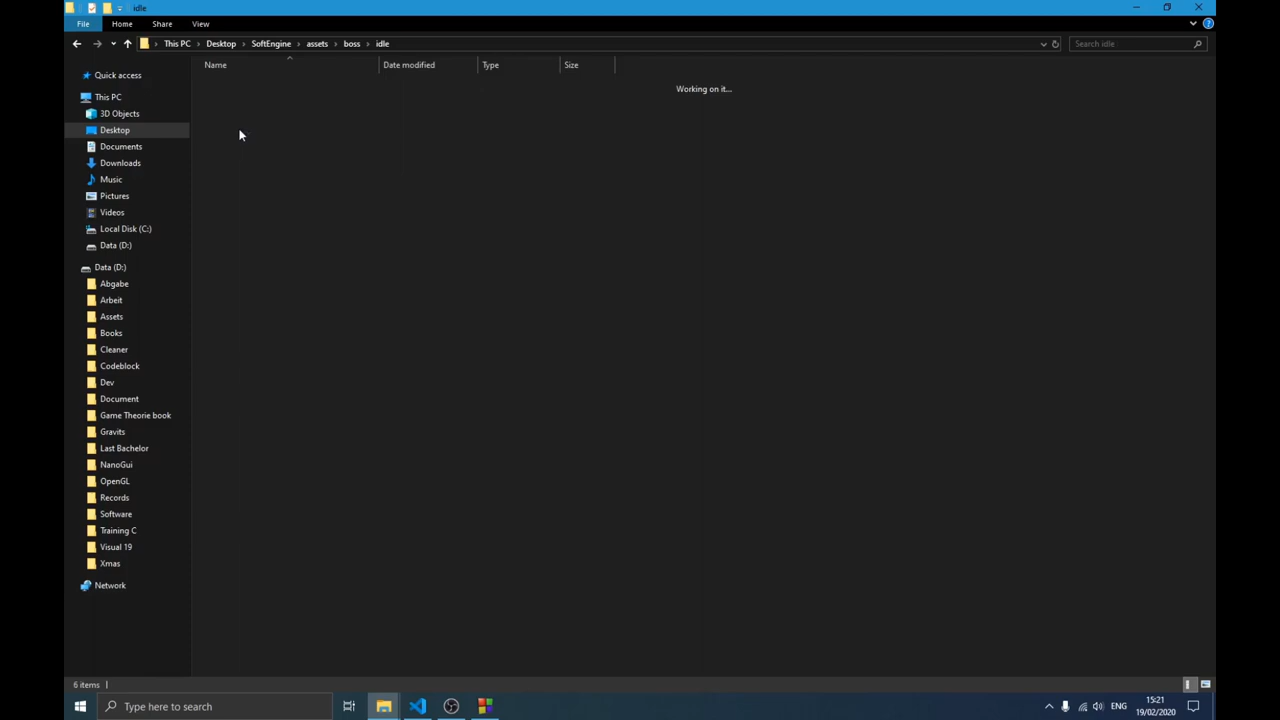 idle
File Home Share View
This PC Desktop SoftEngine assets boss idle Search idle
Name Date modified Type Size
Working on it...
Quick access
This PC
3D Objects
Desktop
Documents
Downloads
Music
Pictures
Videos
Local Disk (C:)
Data (D:)
Data (D:)
Abgabe
Arbeit
Assets
Books
Cleaner
Codeblock
Dev
Document
Game Theorie book
Gravits
Last Bachelor
NanoGui
OpenGL
Records
Software
Training C
Visual 19
Xmas
Network
6 items
Type here to search
ENG
15:21
19/02/2020